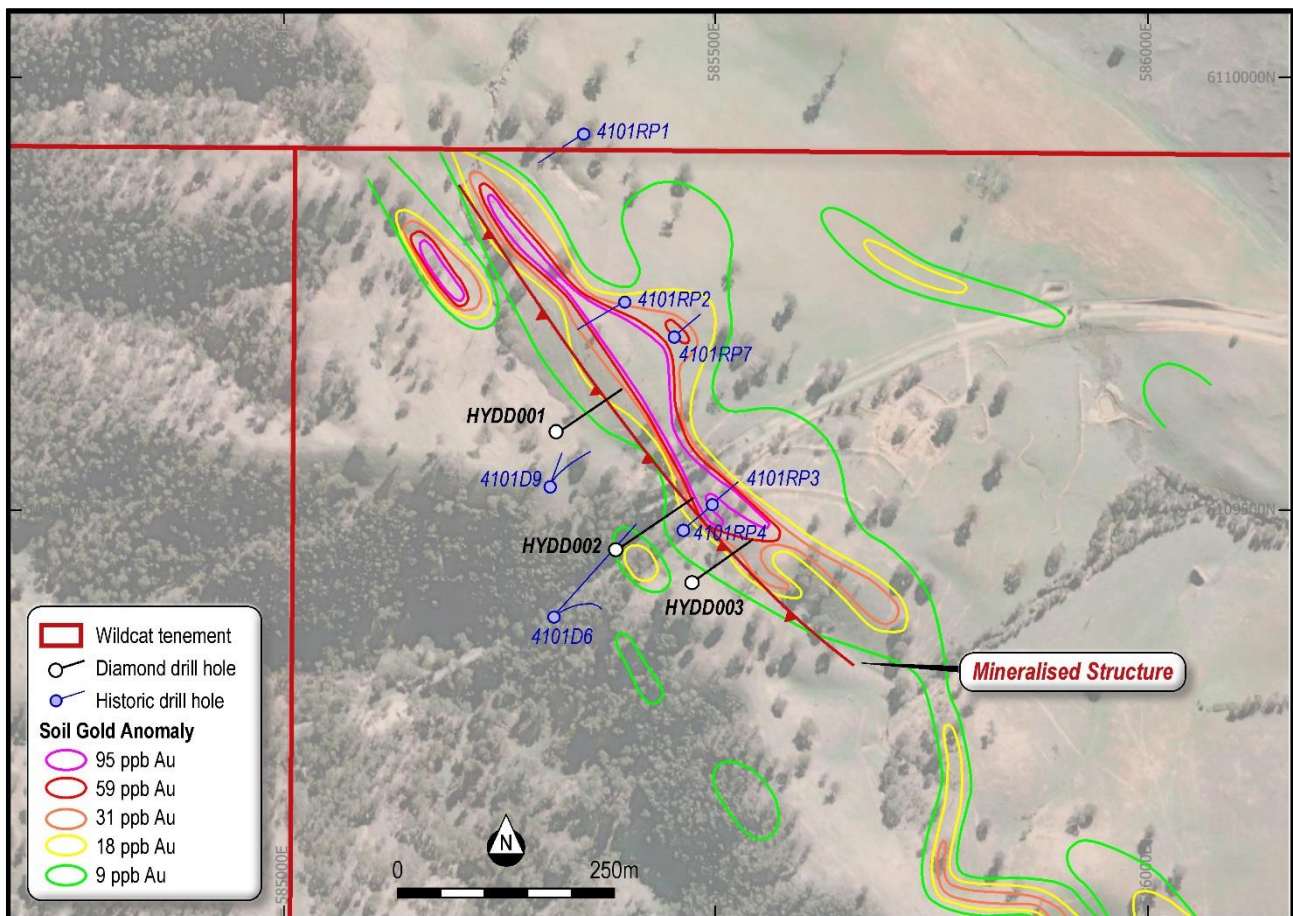 585500E
586000E
6110000N
4101RP1
4101RP2
4101RP7
HYDD001
4101D9
4101RP3
6109500N
4101RP4
HYDD002
HYDD003
4101D6
Mineralised Structure
Wildcat tenement
Diamond drill hole
Historic drill hole
Soil Gold Anomaly
95 ppb Au
59 ppb Au
31 ppb Au
18 ppb Au
9 ppb Au
N
0 250m
585000E